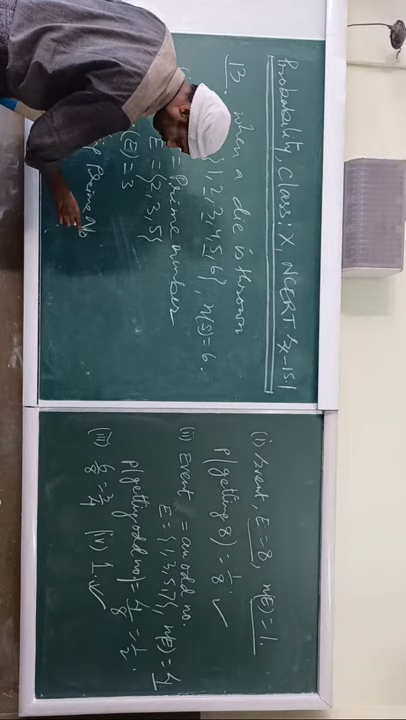 Probability, Class: X, NCERT. Ex-15.1
13. when a die is thrown
{1,2,3,4,5,6}, n(S)=6.
= Prime number
E = {2,3,5}
(E)=3
Prime No
(i) Event, E = 8, n(E)=1.
P(getting 8) = 1/8 ✓
(ii) Event = an odd no.
E = {1,3,5,7}, n(E) = 4
P(getting odd no) = 4/8 = 1/2.
(iii) 6/8 = 3/4 (iv) 1. ✓